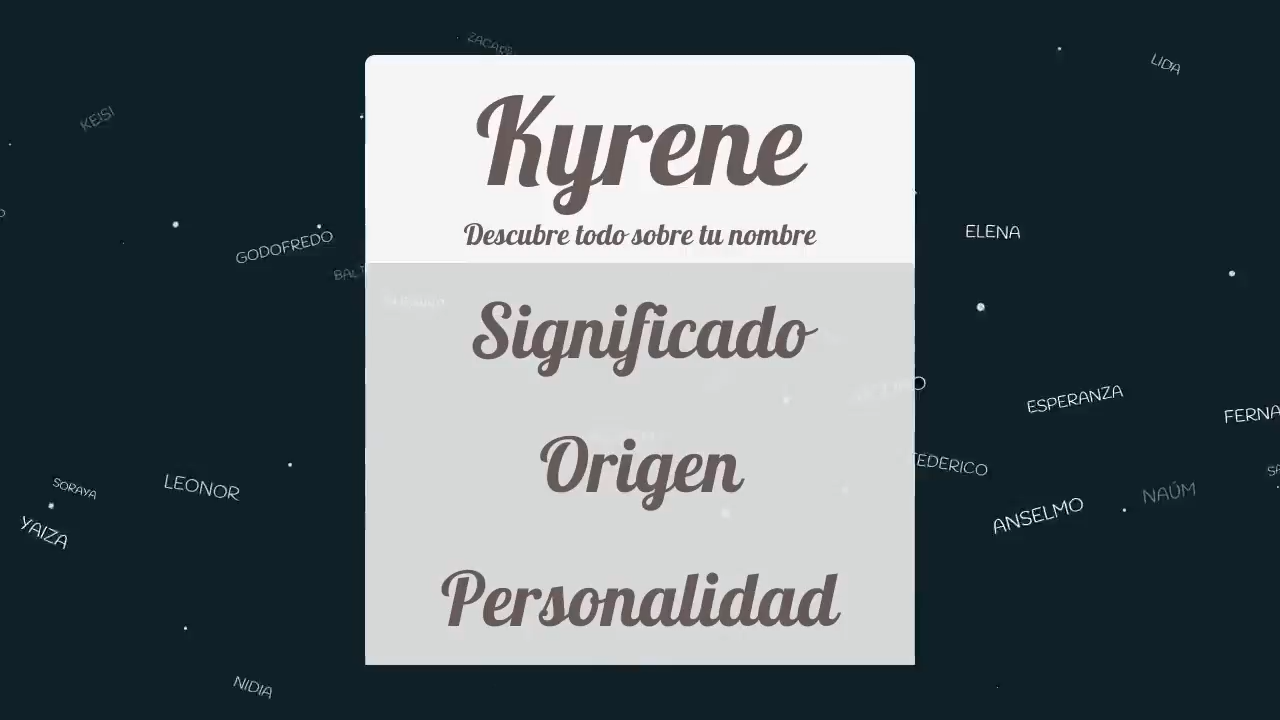 LIDA
KEISI
Kyrene
Descubre todo sobre tu nombre
GODOFREDO
ELENA
Significado
ESPERANZA
Origen
SORAYA
LEONOR
NAÚM
ANSELMO
YAIZA
Personalidad
NIDIA